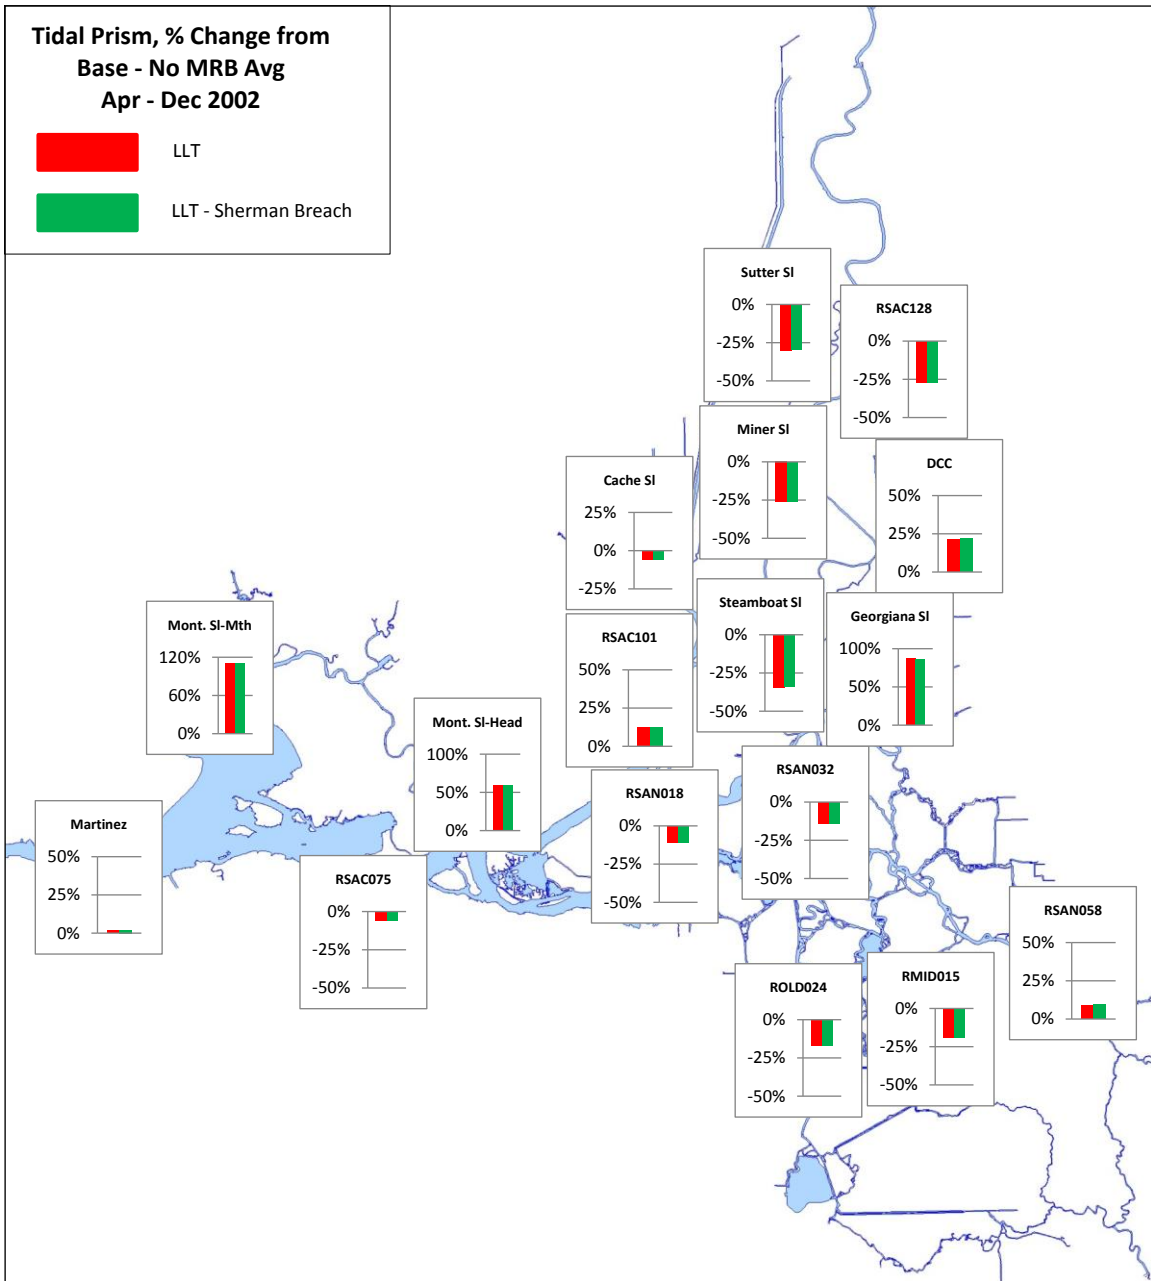 Tidal Prism, % Change from
Base - No MRB Avg
Apr - Dec 2002
LLT
LLT - Sherman Breach
Sutter Sl
0%
-25%
-50%
RSAC128
0%
-25%
-50%
Miner Sl
0%
-25%
-50%
DCC
50%
25%
0%
Cache Sl
25%
0%
-25%
Steamboat Sl
0%
-25%
-50%
Georgiana Sl
100%
50%
0%
Mont. Sl-Mth
120%
60%
0%
RSAC101
50%
25%
0%
Mont. Sl-Head
100%
50%
0%
RSAN032
0%
-25%
-50%
RSAN018
0%
-25%
-50%
Martinez
50%
25%
0%
RSAC075
0%
-25%
-50%
RSAN058
50%
25%
0%
ROLD024
0%
-25%
-50%
RMID015
0%
-25%
-50%